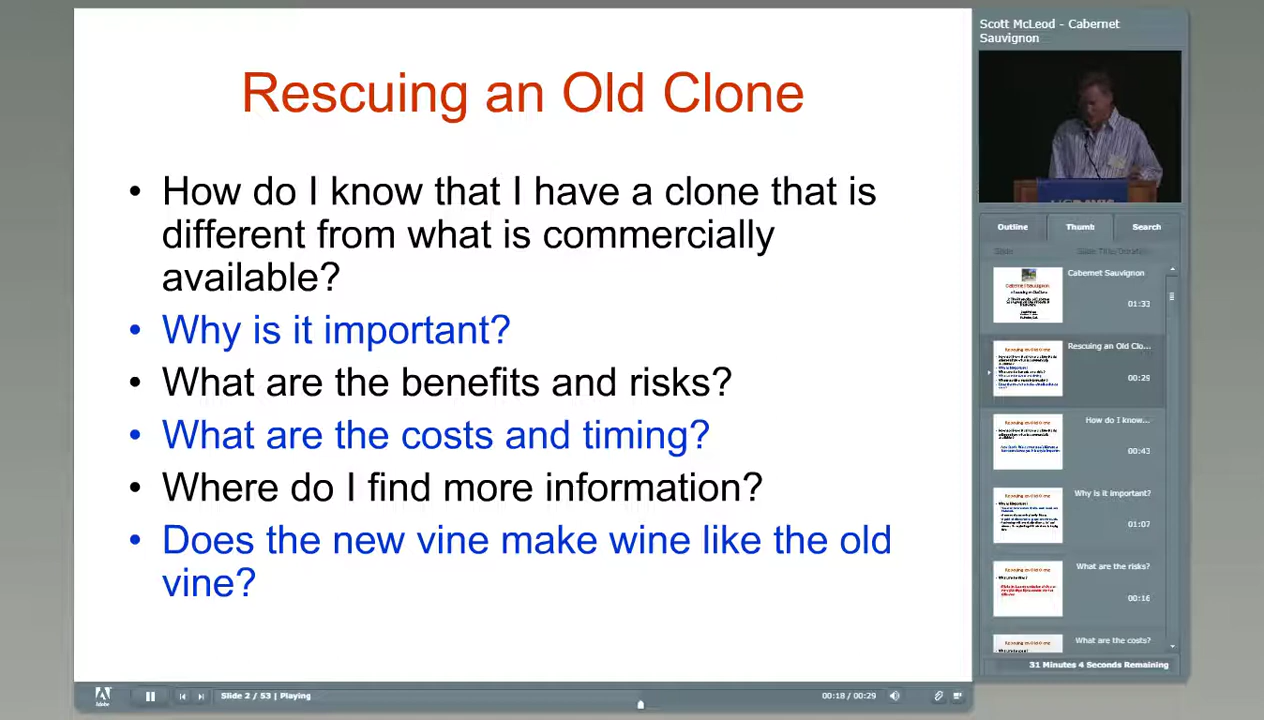 Rescuing an Old Clone
• How do I know that I have a clone that is
different from what is commercially
available?
• Why is it important?
• What are the benefits and risks?
• What are the costs and timing?
• Where do I find more information?
• Does the new vine make wine like the old
vine?
Scott McLeod - Cabernet
Sauvignon
Outline Thumb Search
Slide Slide Title/Duration
Cabernet Sauvignon
01:33
Rescuing an Old Clo...
00:29
How do I know...
00:43
Why is it important?
01:07
What are the risks?
00:16
What are the costs?
31 Minutes 4 Seconds Remaining
Adobe
Slide 2 / 53 | Playing
00:18 / 00:29